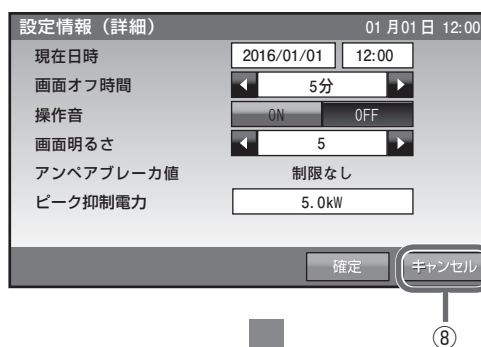 設定情報（詳細） 01月01日 12:00
現在日時 2016/01/01 12:00
画面オフ時間 5分
操作音 ON OFF
画面明るさ 5
アンペアブレーカ値 制限なし
ピーク抑制電力 5.0kW
確定 キャンセル
⑧